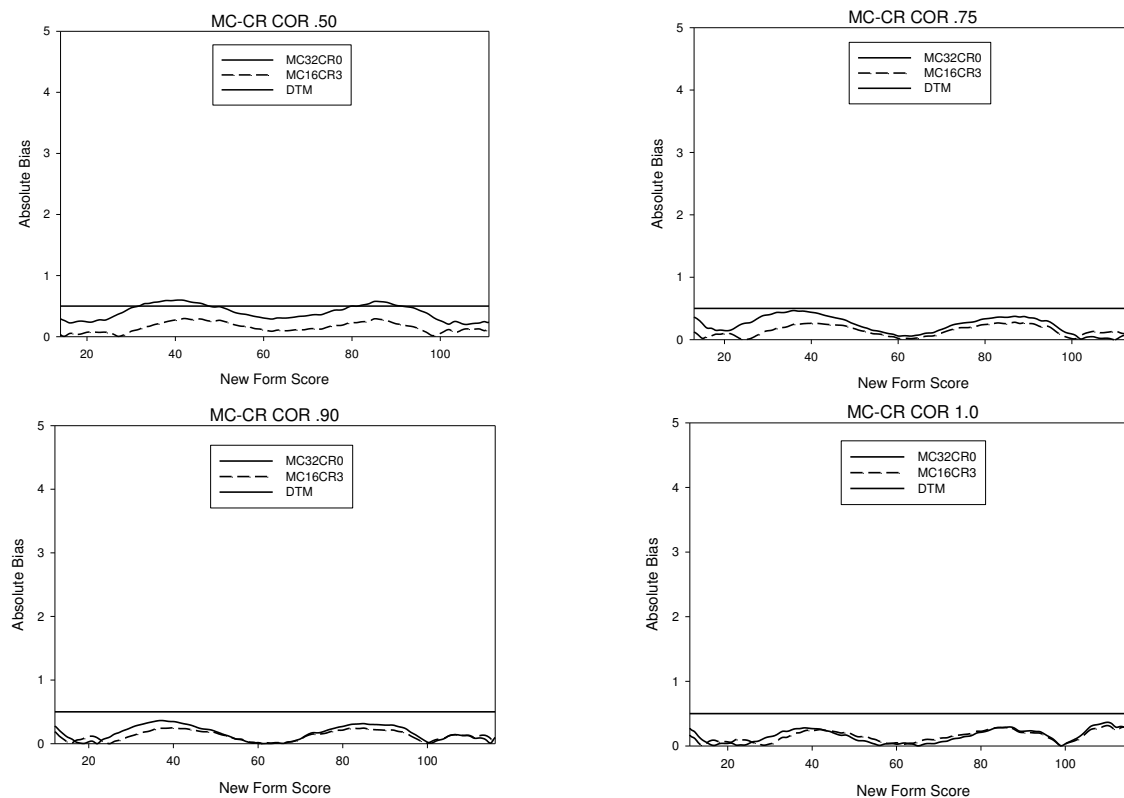 MC-CR COR .50
5
4
3
2
1
0
Absolute Bias
MC32CR0
MC16CR3
DTM
20 40 60 80 100
New Form Score
MC-CR COR .75
5
4
3
2
1
0
Absolute Bias
MC32CR0
MC16CR3
DTM
20 40 60 80 100
New Form Score
MC-CR COR .90
5
4
3
2
1
0
Absolute Bias
MC32CR0
MC16CR3
DTM
20 40 60 80 100
New Form Score
MC-CR COR 1.0
5
4
3
2
1
0
Absolute Bias
MC32CR0
MC16CR3
DTM
20 40 60 80 100
New Form Score